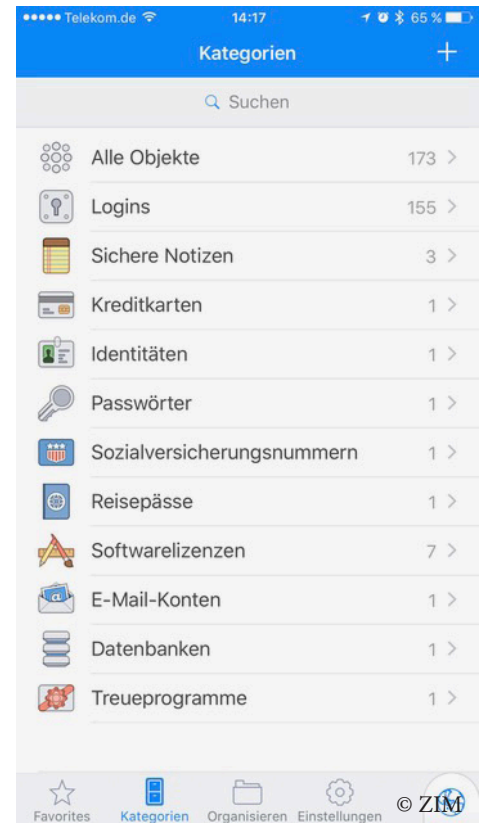 Telekom.de 14:17 65 %
Kategorien +
Suchen
Alle Objekte 173 >
Logins 155 >
Sichere Notizen 3 >
Kreditkarten 1 >
Identitäten 1 >
Passwörter 1 >
Sozialversicherungsnummern 1 >
Reisepässe 1 >
Softwarelizenzen 7 >
E-Mail-Konten 1 >
Datenbanken 1 >
Treueprogramme 1 >
Favorites Kategorien Organisieren Einstellungen © ZIM